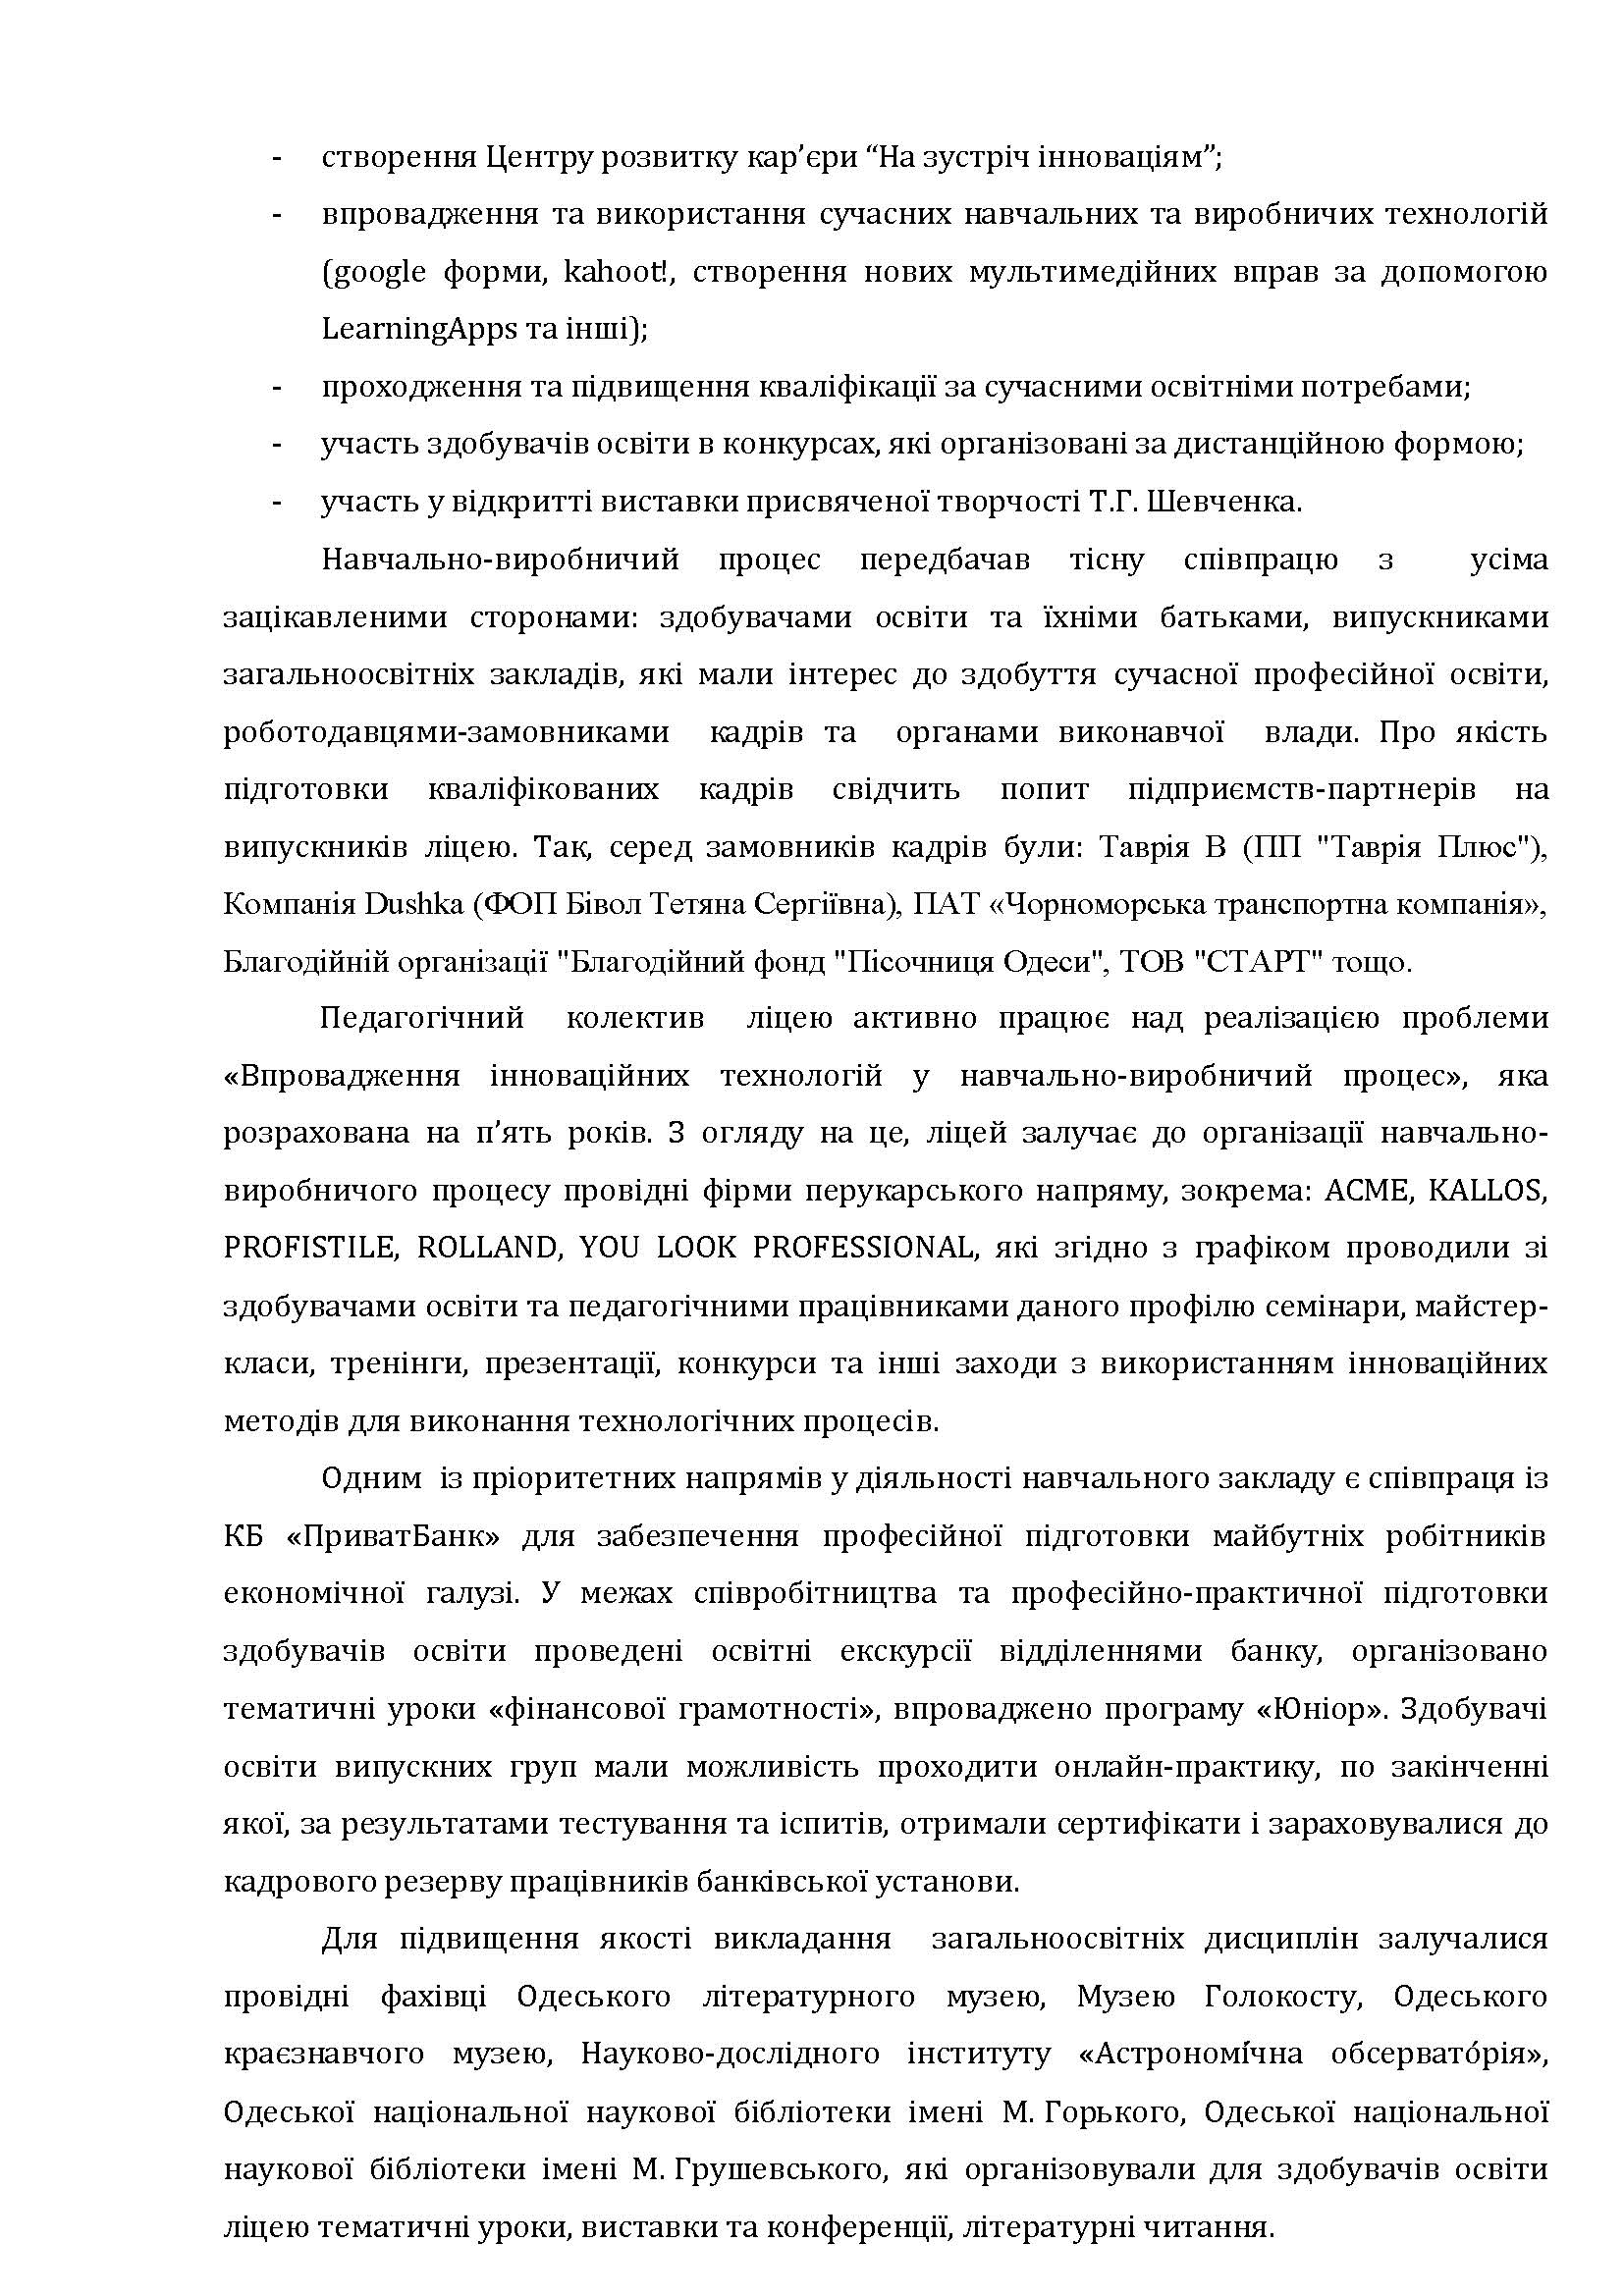 - створення Центру розвитку кар’єри “На зустріч інноваціям”;
- впровадження та використання сучасних навчальних та виробничих технологій
(google форми, kahoot!, створення нових мультимедійних вправ за допомогою
LearningApps та інші);
- проходження та підвищення кваліфікації за сучасними освітніми потребами;
- участь здобувачів освіти в конкурсах, які організовані за дистанційною формою;
- участь у відкритті виставки присвяченої творчості Т.Г. Шевченка.
Навчально-виробничий процес передбачав тісну співпрацю з усіма
зацікавленими сторонами: здобувачами освіти та їхніми батьками, випускниками
загальноосвітніх закладів, які мали інтерес до здобуття сучасної професійної освіти,
роботодавцями-замовниками кадрів та органами виконавчої влади. Про якість
підготовки кваліфікованих кадрів свідчить попит підприємств-партнерів на
випускників ліцею. Так, серед замовників кадрів були: Таврія В (ПП "Таврія Плюс"),
Компанія Dushka (ФОП Бівол Тетяна Сергіївна), ПАТ «Чорноморська транспортна компанія»,
Благодійній організації "Благодійний фонд "Пісочниця Одеси", ТОВ "СТАРТ" тощо.
Педагогічний колектив ліцею активно працює над реалізацією проблеми
«Впровадження інноваційних технологій у навчально-виробничий процес», яка
розрахована на п’ять років. З огляду на це, ліцей залучає до організації навчально-
виробничого процесу провідні фірми перукарського напряму, зокрема: ACME, KALLOS,
PROFISTILE, ROLLAND, YOU LOOK PROFESSIONAL, які згідно з графіком проводили зі
здобувачами освіти та педагогічними працівниками даного профілю семінари, майстер-
класи, тренінги, презентації, конкурси та інші заходи з використанням інноваційних
методів для виконання технологічних процесів.
Одним із пріоритетних напрямів у діяльності навчального закладу є співпраця із
КБ «ПриватБанк» для забезпечення професійної підготовки майбутніх робітників
економічної галузі. У межах співробітництва та професійно-практичної підготовки
здобувачів освіти проведені освітні екскурсії відділеннями банку, організовано
тематичні уроки «фінансової грамотності», впроваджено програму «Юніор». Здобувачі
освіти випускних груп мали можливість проходити онлайн-практику, по закінченні
якої, за результатами тестування та іспитів, отримали сертифікати і зараховувалися до
кадрового резерву працівників банківської установи.
Для підвищення якості викладання загальноосвітніх дисциплін залучалися
провідні фахівці Одеського літературного музею, Музею Голокосту, Одеського
краєзнавчого музею, Науково-дослідного інституту «Астрономі́чна обсервато́рія»,
Одеської національної наукової бібліотеки імені М. Горького, Одеської національної
наукової бібліотеки імені М. Грушевського, які організовували для здобувачів освіти
ліцею тематичні уроки, виставки та конференції, літературні читання.